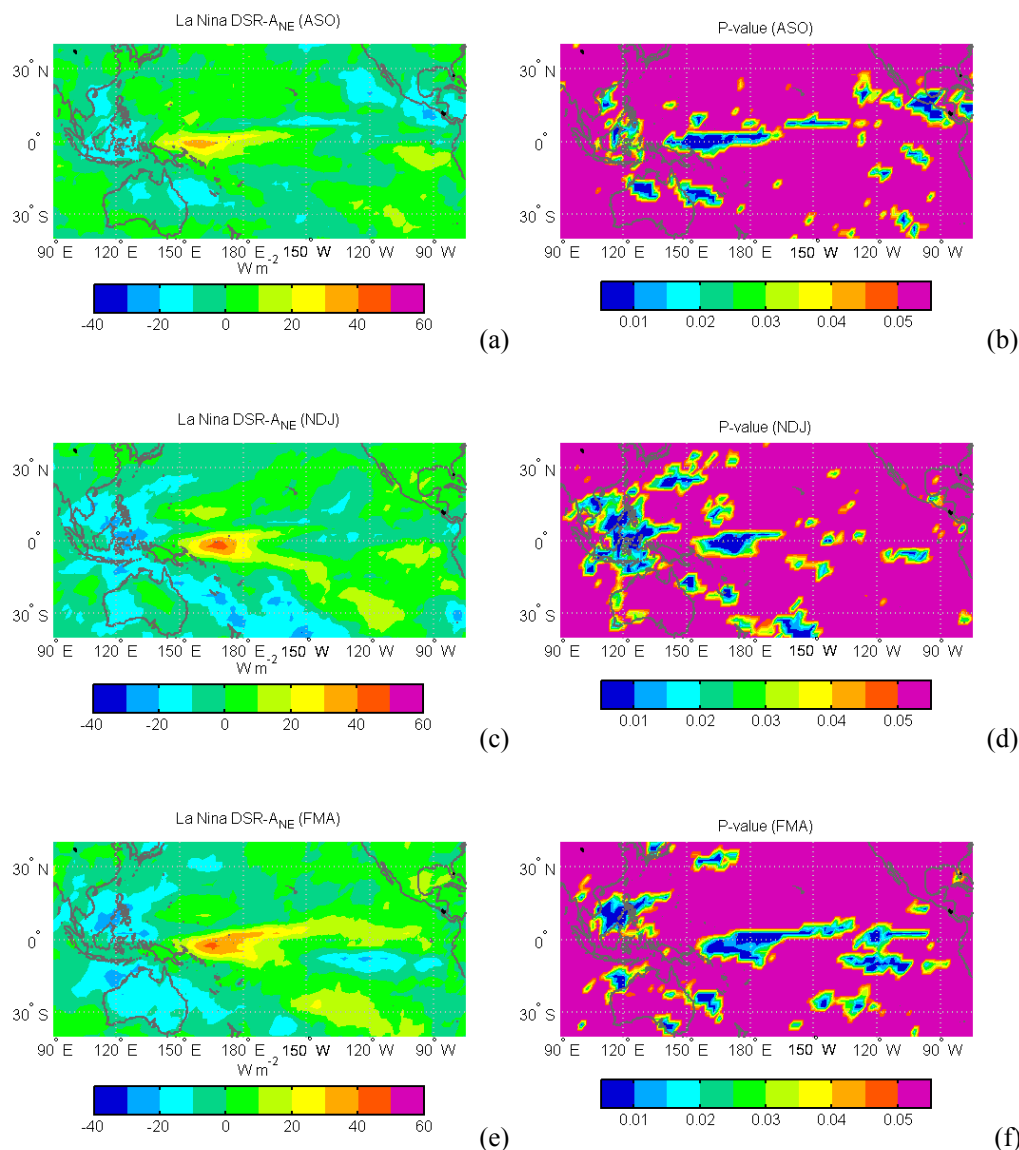 La Nina DSR-A_NE (ASO)
30° N
0°
30° S
90° E 120° E 150° E 180° E 150° W 120° W 90° W
W m^-2
-40 -20 0 20 40 60
(a)
P-value (ASO)
30° N
0°
30° S
90° E 120° E 150° E 180° E 150° W 120° W 90° W
0.01 0.02 0.03 0.04 0.05
(b)
La Nina DSR-A_NE (NDJ)
30° N
0°
30° S
90° E 120° E 150° E 180° E 150° W 120° W 90° W
W m^-2
-40 -20 0 20 40 60
(c)
P-value (NDJ)
30° N
0°
30° S
90° E 120° E 150° E 180° E 150° W 120° W 90° W
0.01 0.02 0.03 0.04 0.05
(d)
La Nina DSR-A_NE (FMA)
30° N
0°
30° S
90° E 120° E 150° E 180° E 150° W 120° W 90° W
W m^-2
-40 -20 0 20 40 60
(e)
P-value (FMA)
30° N
0°
30° S
90° E 120° E 150° E 180° E 150° W 120° W 90° W
0.01 0.02 0.03 0.04 0.05
(f)